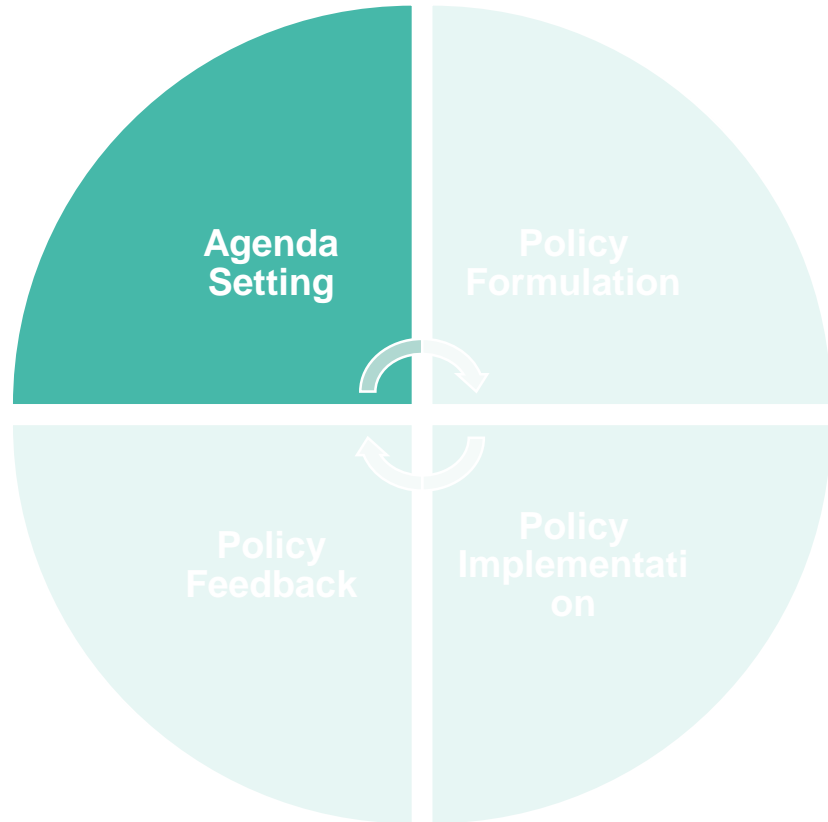 Agenda
Setting
Policy
Formulation
Policy
Feedback
Policy
Implementati
on